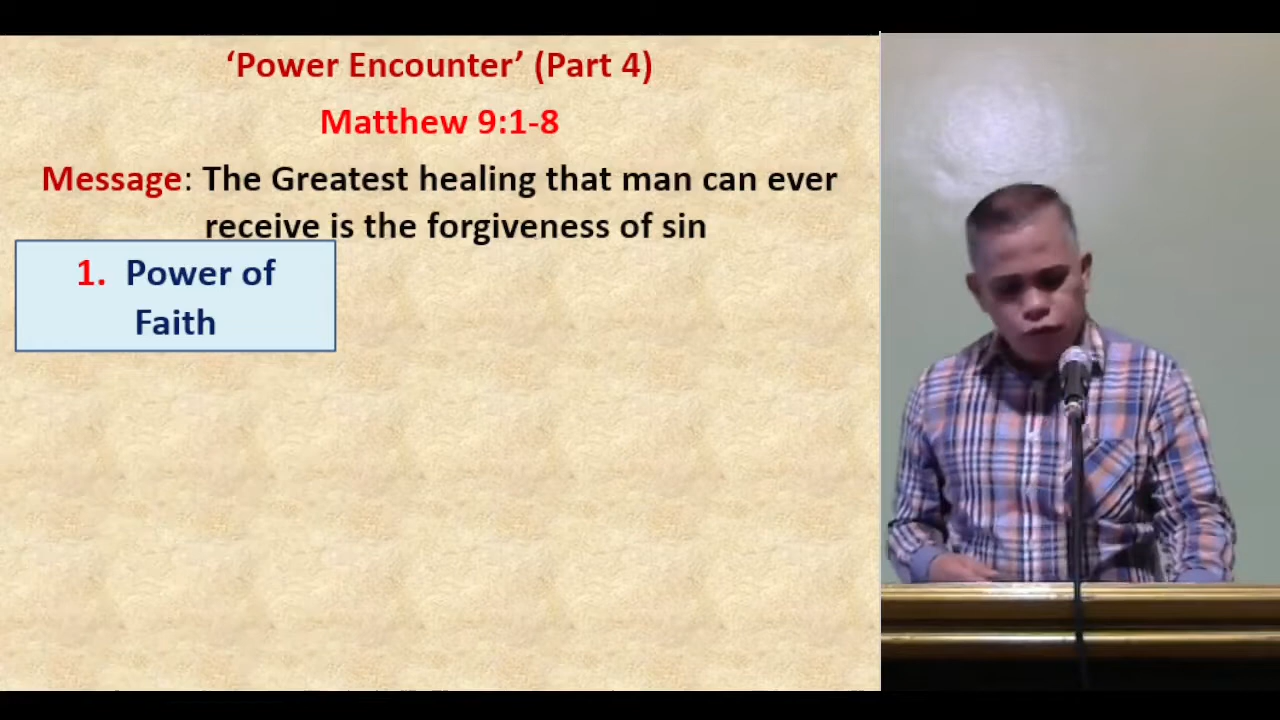 ‘Power Encounter’ (Part 4)
Matthew 9:1-8
Message: The Greatest healing that man can ever
receive is the forgiveness of sin
1. Power of
Faith